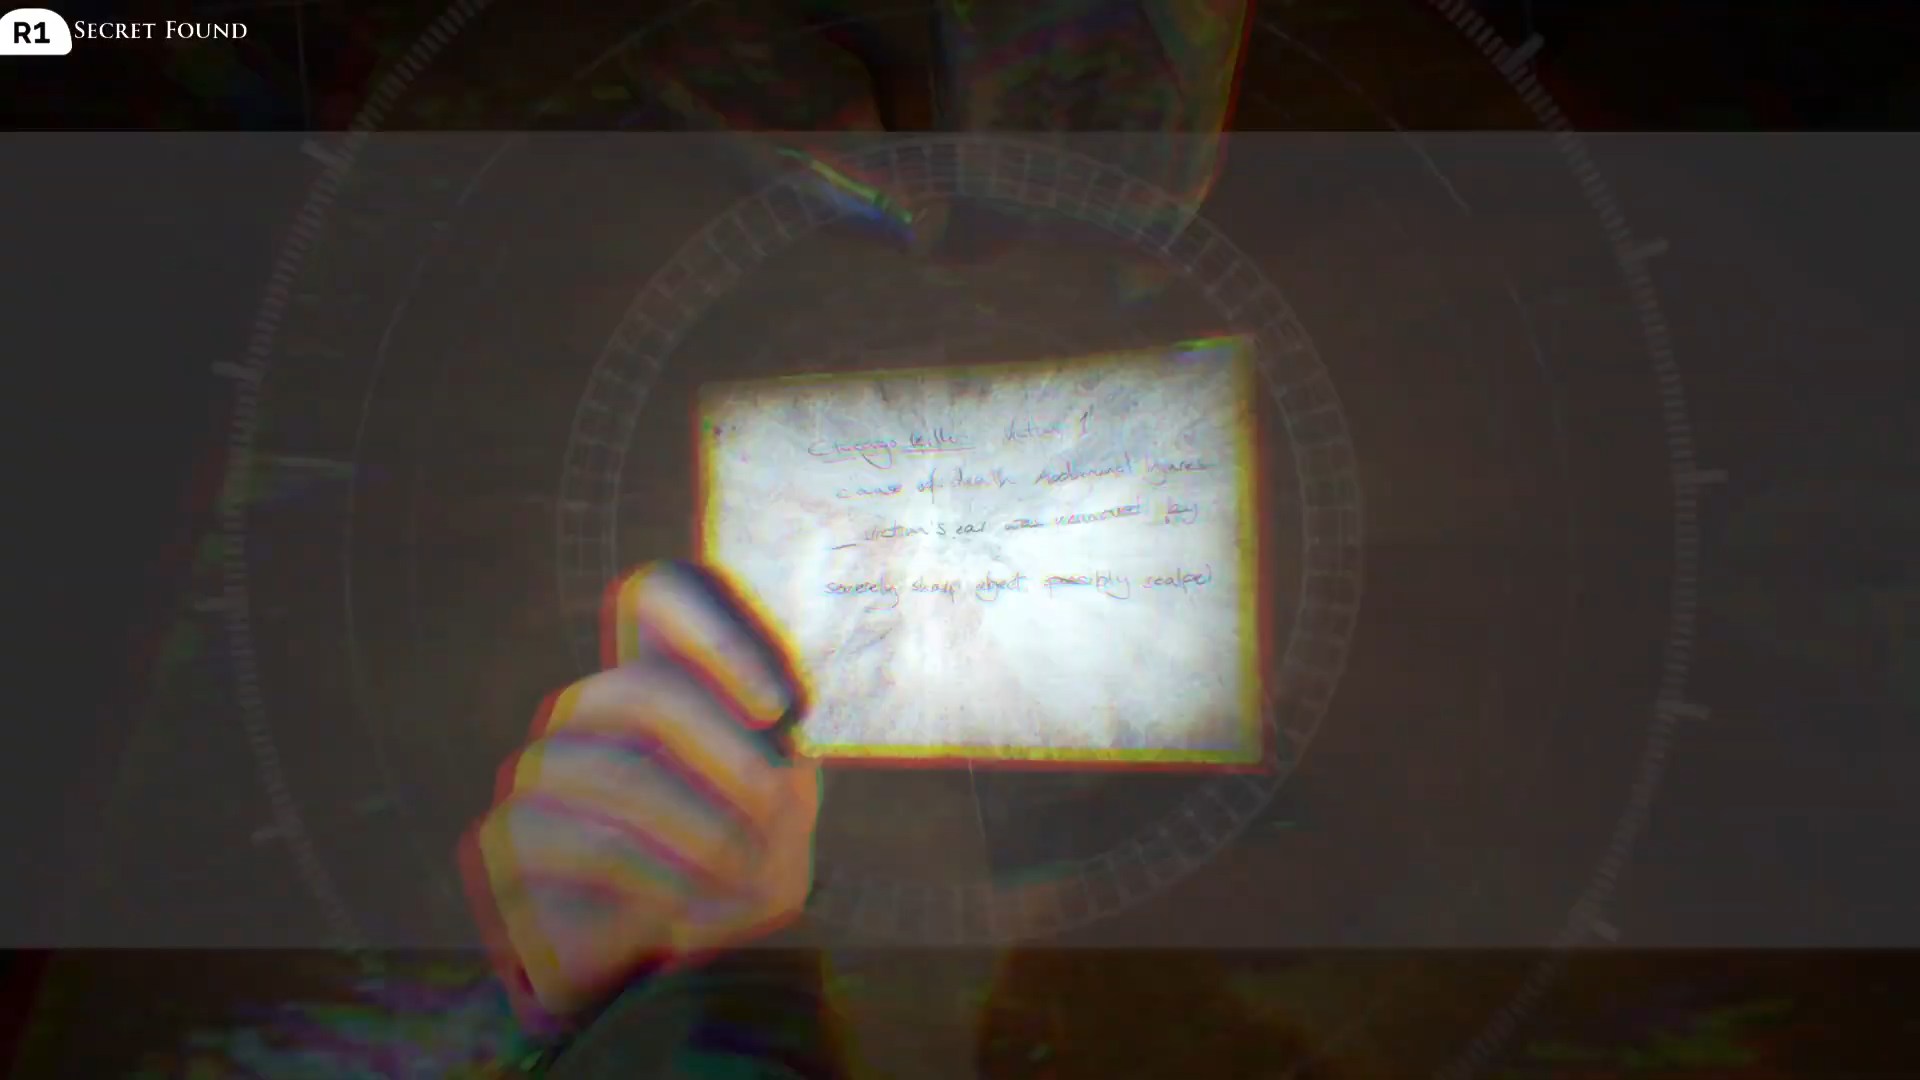 R1 Secret Found
Chicago killer Victim 1
cause of death Abdominal injures
_ victim's ear was removed by
severely sharp object possibly scalpel